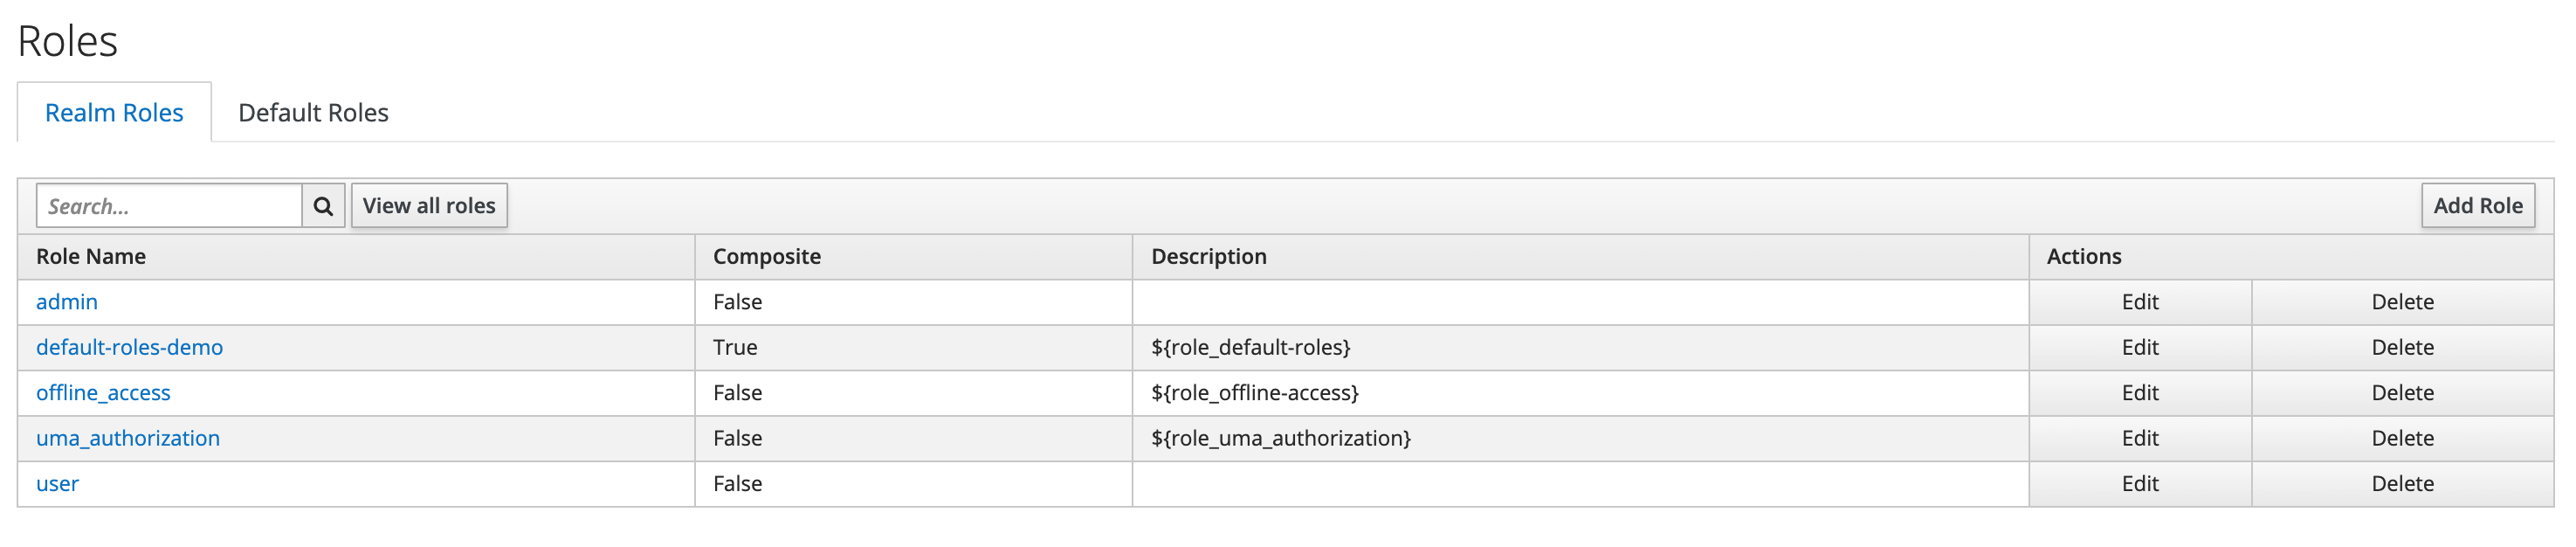 Roles
Realm Roles Default Roles
Search... View all roles Add Role
Role Name Composite Description Actions
admin False Edit Delete
default-roles-demo True ${role_default-roles} Edit Delete
offline_access False ${role_offline-access} Edit Delete
uma_authorization False ${role_uma_authorization} Edit Delete
user False Edit Delete